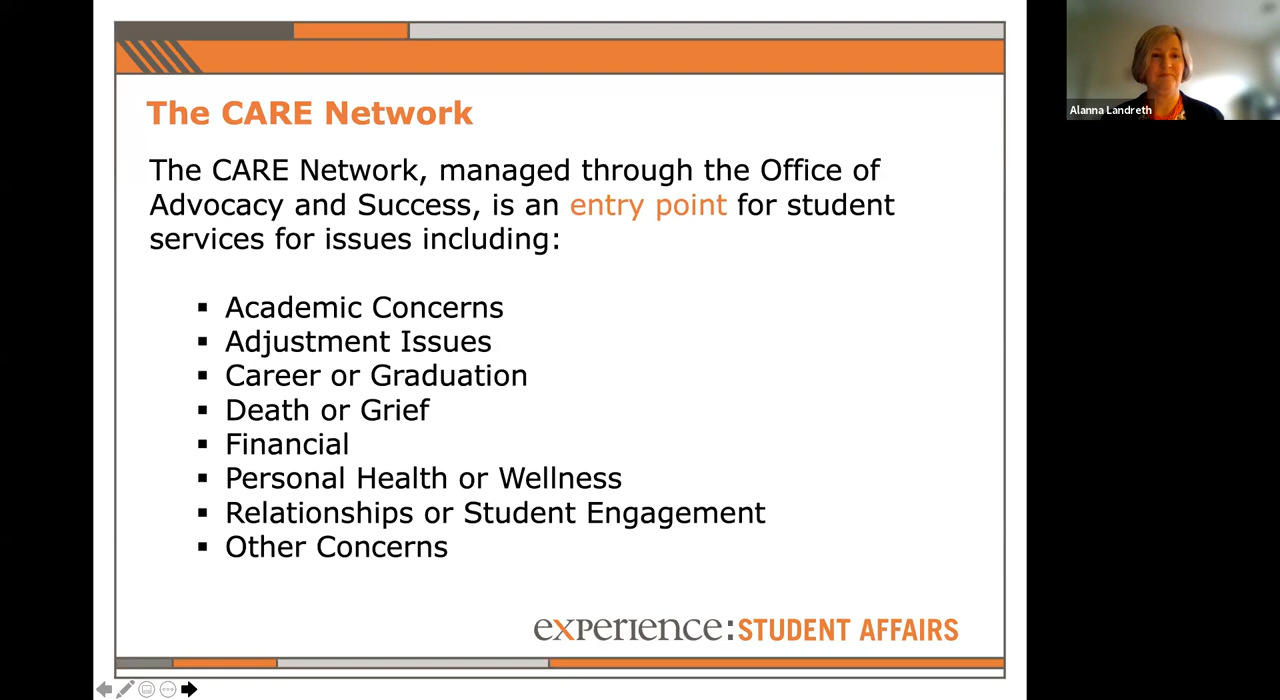 The CARE Network
The CARE Network, managed through the Office of
Advocacy and Success, is an entry point for student
services for issues including:
▪ Academic Concerns
▪ Adjustment Issues
▪ Career or Graduation
▪ Death or Grief
▪ Financial
▪ Personal Health or Wellness
▪ Relationships or Student Engagement
▪ Other Concerns
experience:STUDENT AFFAIRS
Alanna Landreth